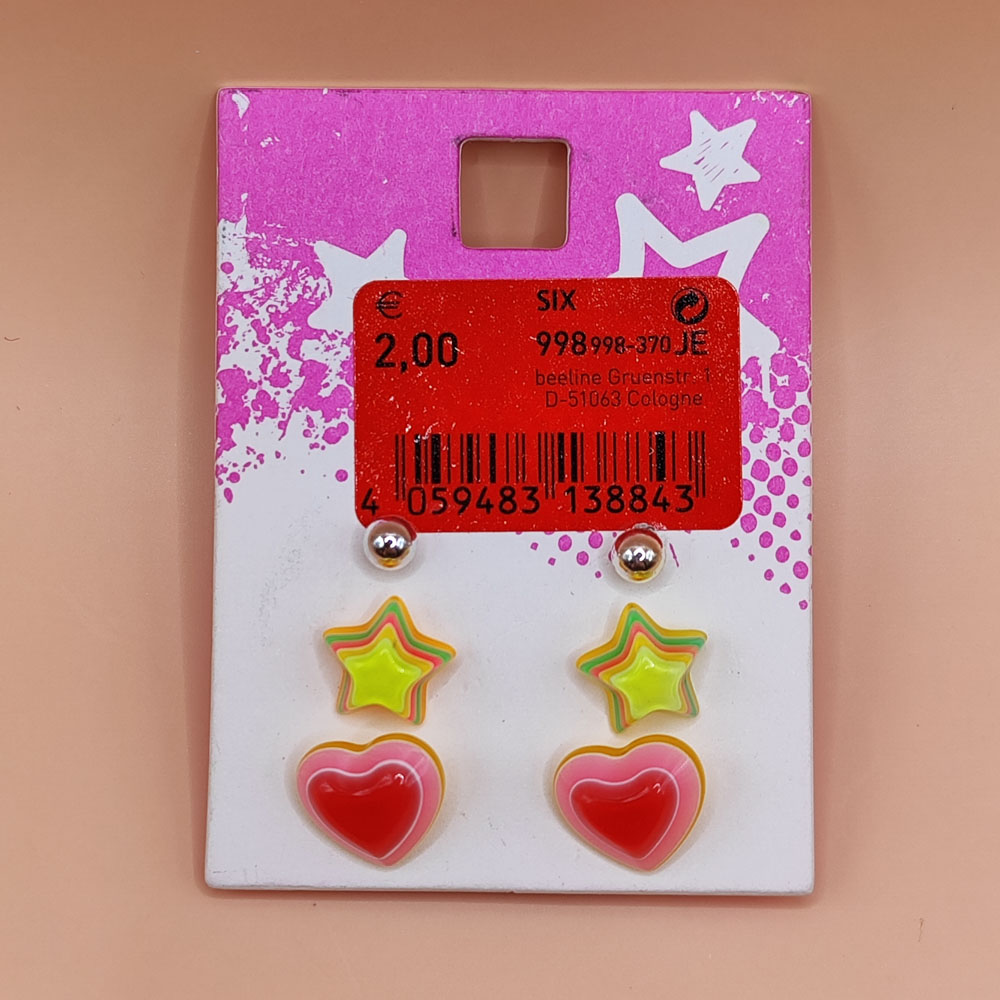 € SIX
2,00 998 998-370 JE
beeline Gruenstr. 1
D-51063 Cologne
4 059483 138843